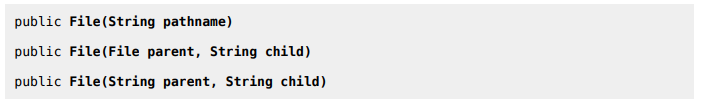 public File(String pathname)
public File(File parent, String child)
public File(String parent, String child)